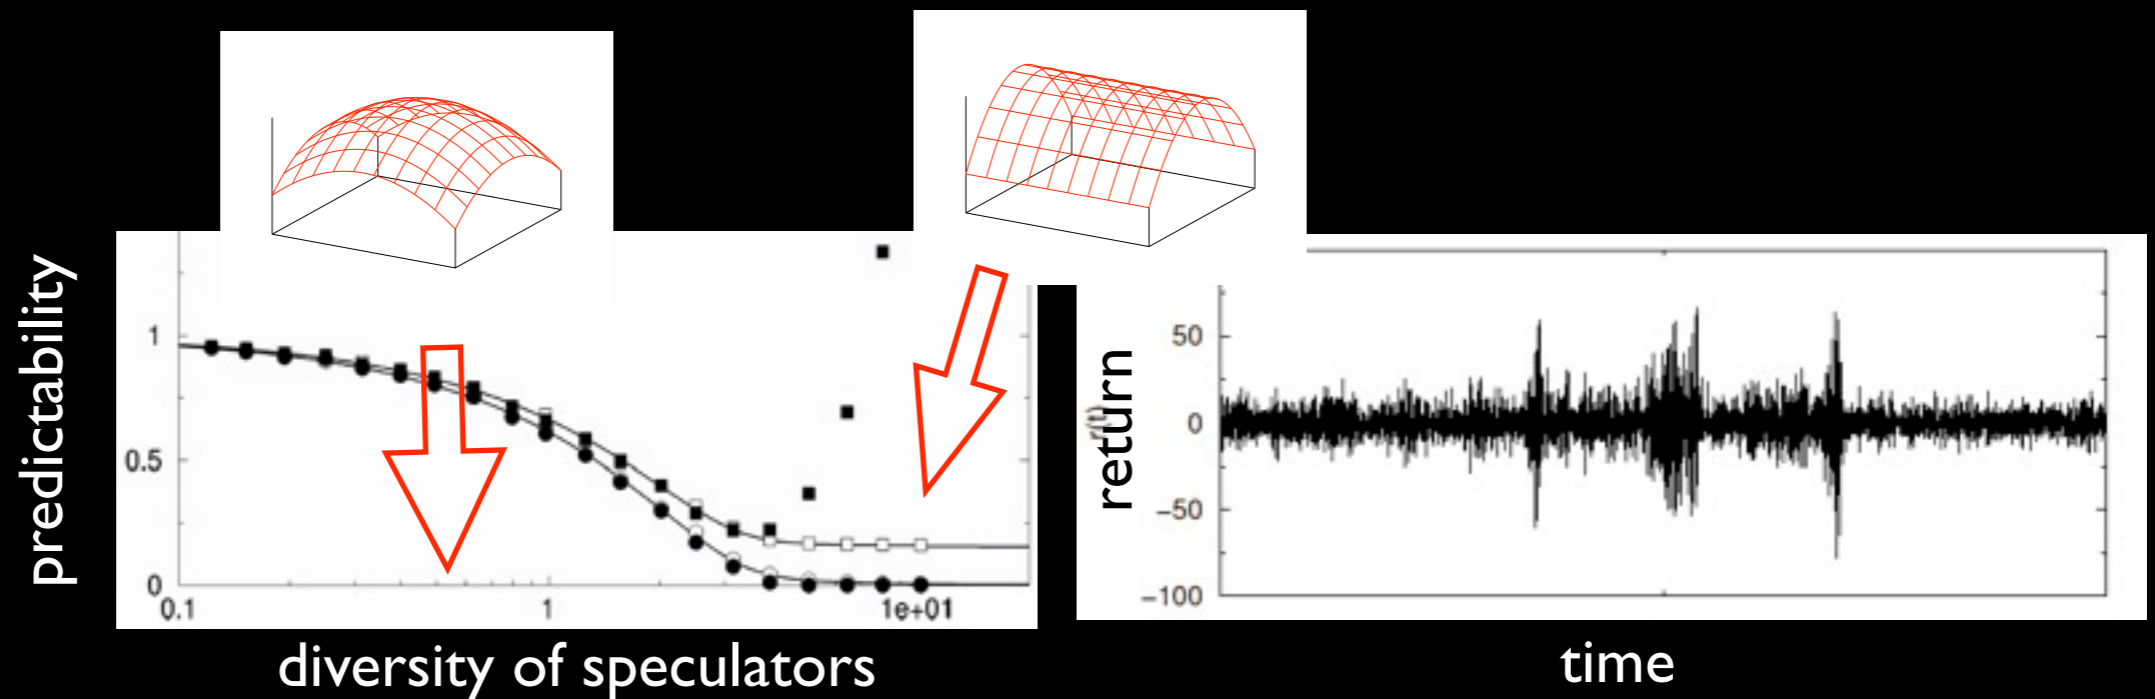 predictability
1
0.5
0
0.1
1
1e+01
diversity of speculators
return
r(t)
50
0
−50
−100
time